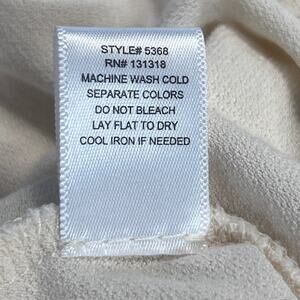 STYLE# 5368
RN# 131318
MACHINE WASH COLD
SEPARATE COLORS
DO NOT BLEACH
LAY FLAT TO DRY
COOL IRON IF NEEDED